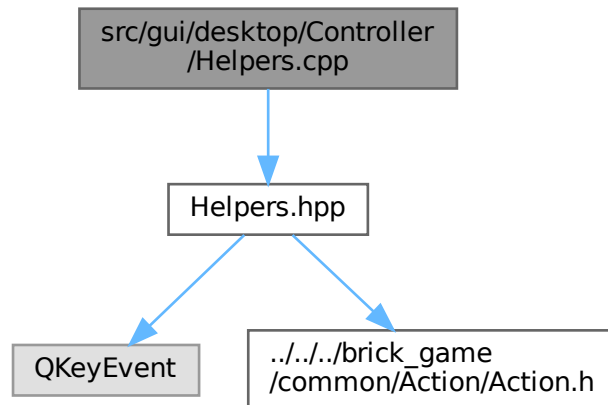 src/gui/desktop/Controller
/Helpers.cpp
Helpers.hpp
QKeyEvent
../../../brick_game
/common/Action/Action.h